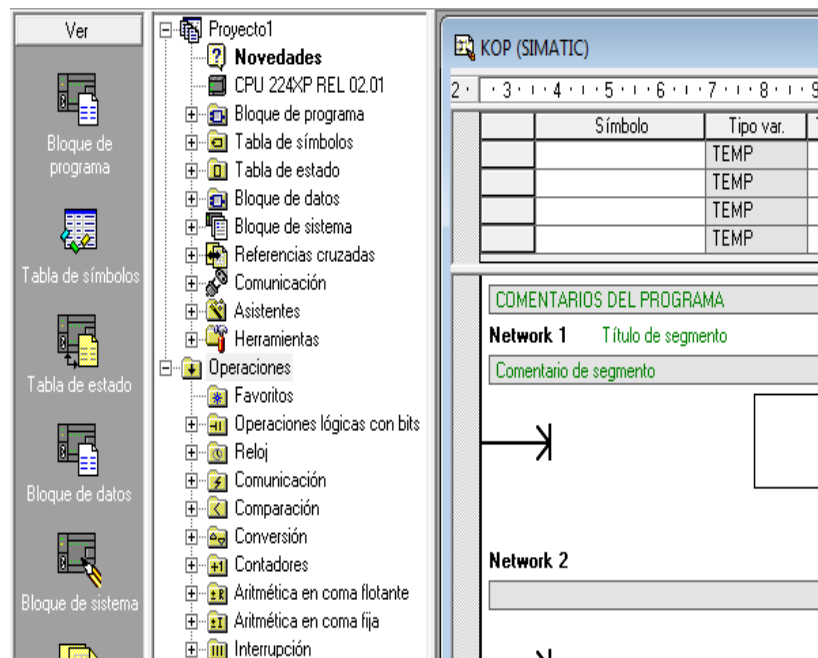 Ver
Bloque de
programa
Tabla de símbolos
Tabla de estado
Bloque de datos
Bloque de sistema
Proyecto1
Novedades
CPU 224XP REL 02.01
Bloque de programa
Tabla de símbolos
Tabla de estado
Bloque de datos
Bloque de sistema
Referencias cruzadas
Comunicación
Asistentes
Herramientas
Operaciones
Favoritos
Operaciones lógicas con bits
Reloj
Comunicación
Comparación
Conversión
Contadores
Aritmética en coma flotante
Aritmética en coma fija
Interrupción
KOP (SIMATIC)
2 · · 3 · ı · 4 · ı · 5 · ı · 6 · ı · 7 · ı · 8 · ı · 9
Símbolo Tipo var.
TEMP
TEMP
TEMP
TEMP
COMENTARIOS DEL PROGRAMA
Network 1 Título de segmento
Comentario de segmento
Network 2